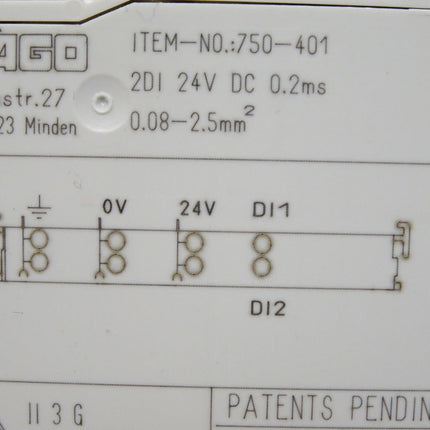 AGO
ITEM-NO.:750-401
2DI 24V DC 0.2ms
0.08-2.5mm²
str.27
23 Minden
0V 24V DI1
DI2
II 3 G
PATENTS PENDIN